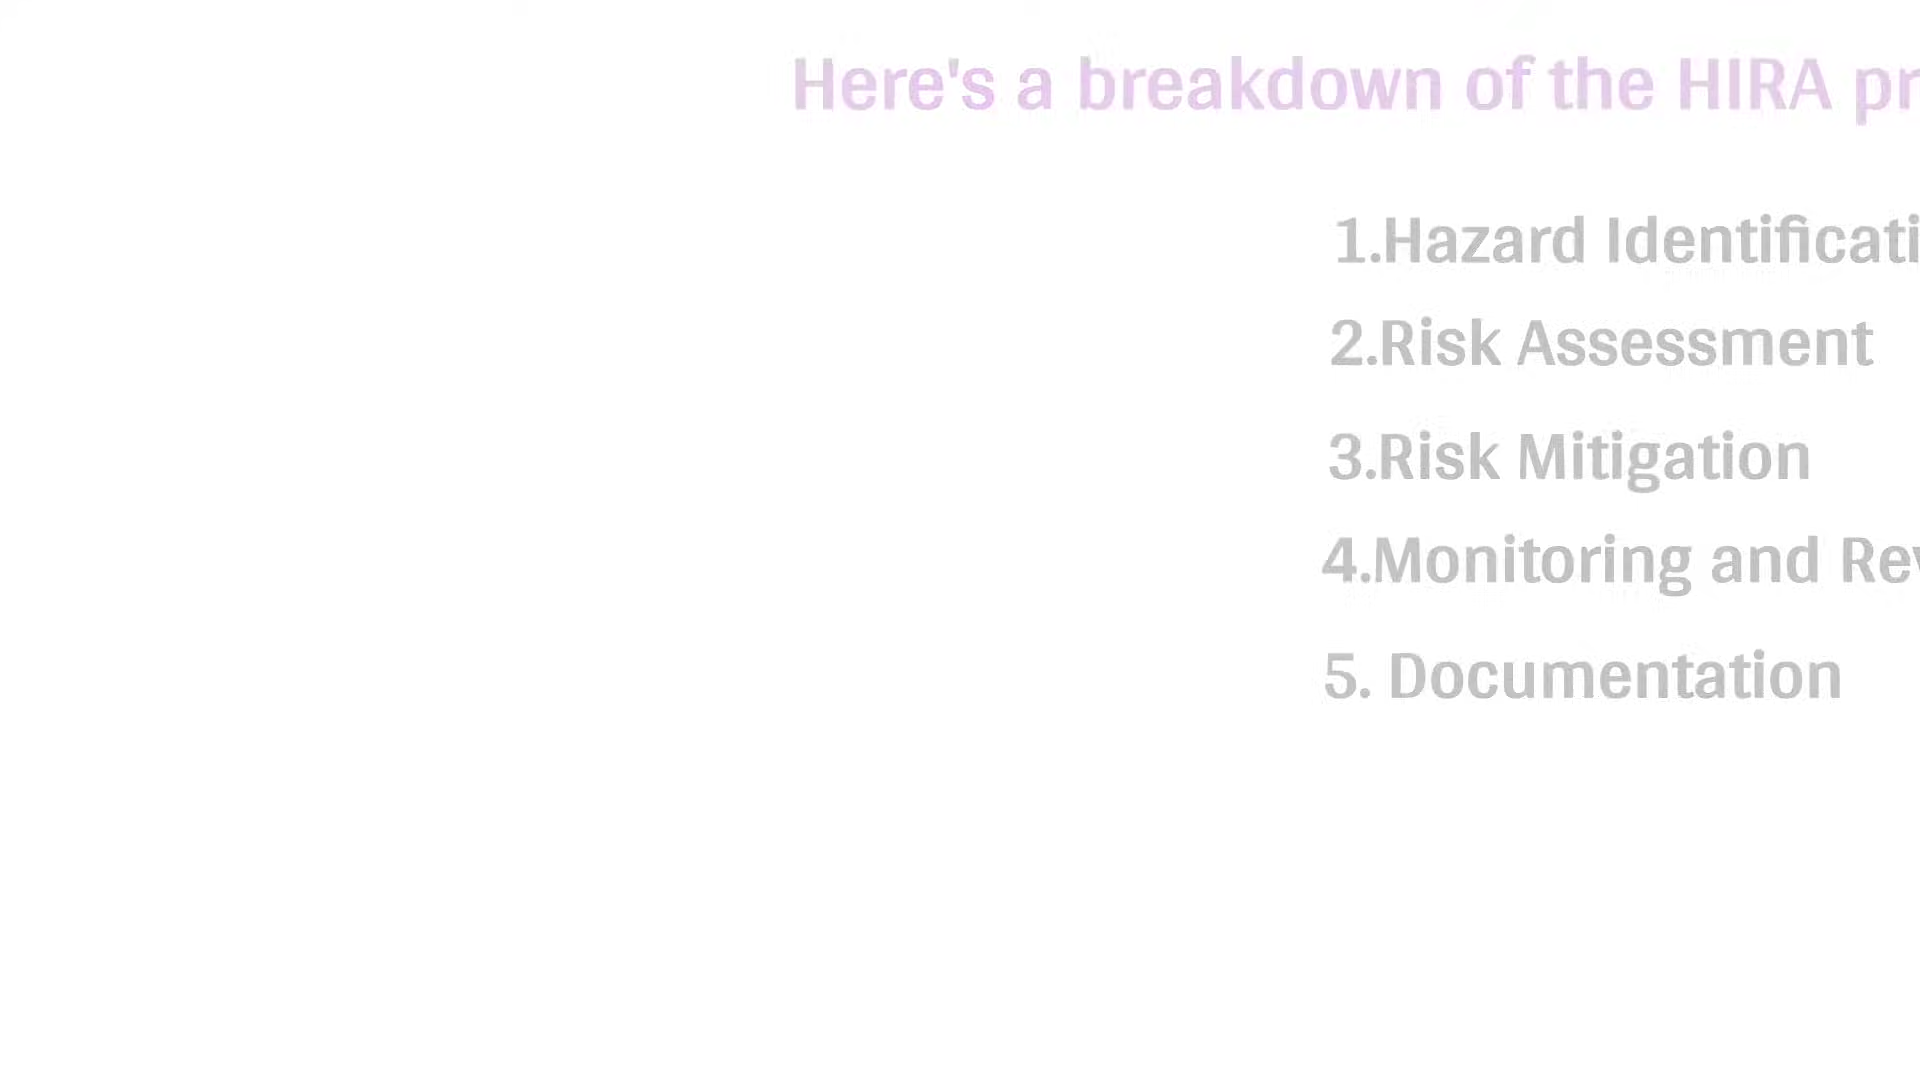 Here's a breakdown of the HIRA pr
1.Hazard Identificati
2.Risk Assessment
3.Risk Mitigation
4.Monitoring and Rev
5. Documentation